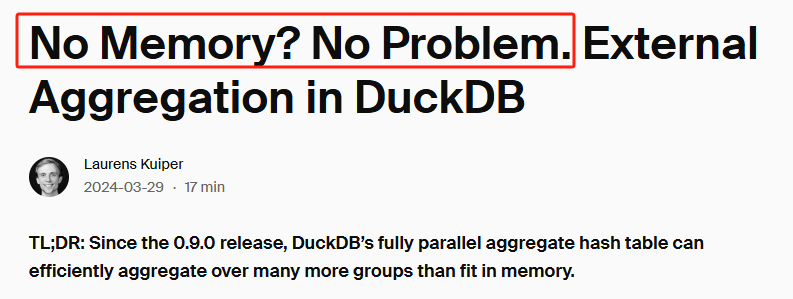 No Memory? No Problem. External
Aggregation in DuckDB
Laurens Kuiper
2024-03-29 · 17 min
TL;DR: Since the 0.9.0 release, DuckDB’s fully parallel aggregate hash table can
efficiently aggregate over many more groups than fit in memory.